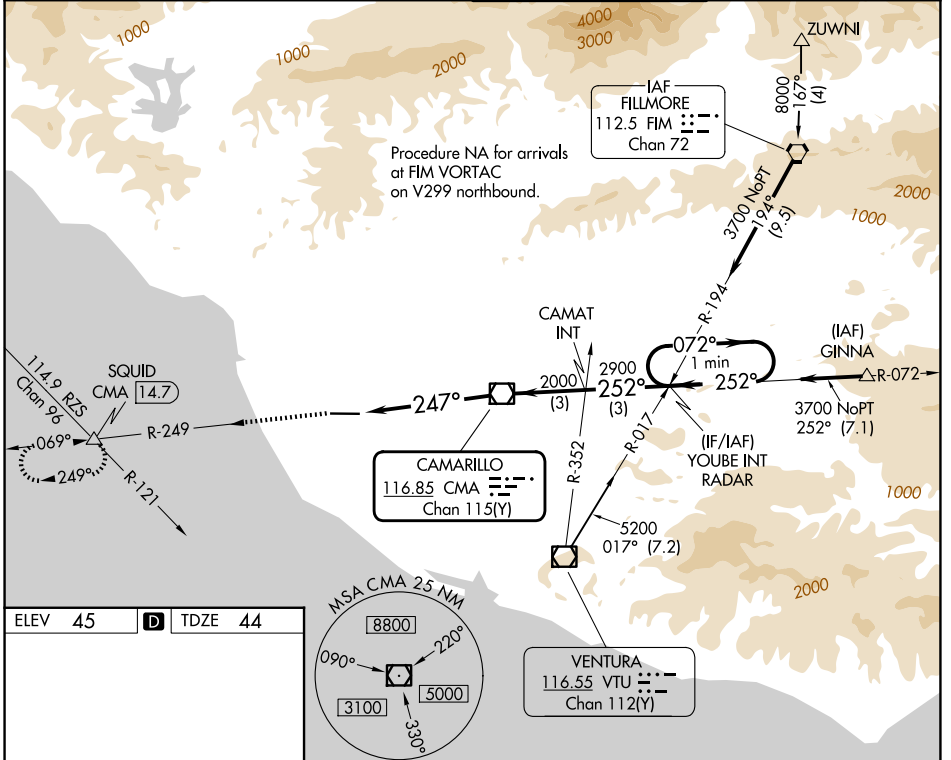 1000
1000
2000
4000
3000
ZUWNI
8000
167°
(4)
IAF
FILLMORE
112.5 FIM
Chan 72
Procedure NA for arrivals
at FIM VORTAC
on V299 northbound.
2000
1000
3700 NoPT
194°
(9.5)
R-194
CAMAT
INT
(IAF)
GINNA
R-072
072°
1 min
252°
3700 NoPT
252° (7.1)
2900
252°
(3)
2000
(3)
(IF/IAF)
YOUBE INT
RADAR
R-017
R-352
5200
017° (7.2)
247°
114.9 RZS
Chan 96
SQUID
CMA 14.7
R-249
069°
249°
R-121
CAMARILLO
116.85 CMA
Chan 115(Y)
1000
2000
VENTURA
116.55 VTU
Chan 112(Y)
MSA CMA 25 NM
8800
220°
090°
3100
5000
330°
ELEV 45 D TDZE 44